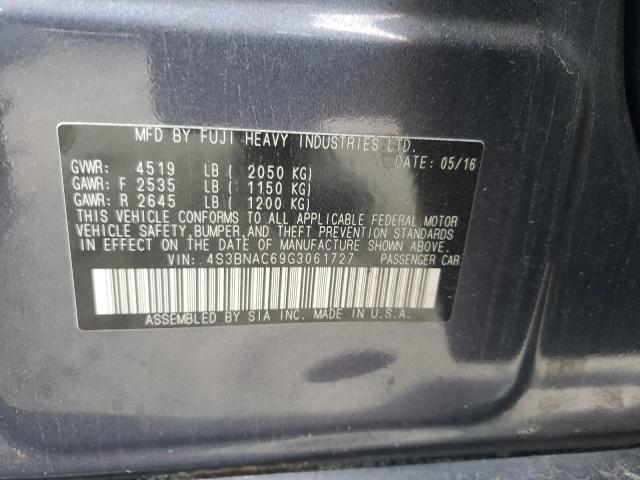 MFD BY FUJI HEAVY INDUSTRIES LTD.
DATE: 05/16
GVWR: 4519 LB ( 2050 KG)
GAWR: F 2535 LB ( 1150 KG)
GAWR: R 2645 LB ( 1200 KG)
THIS VEHICLE CONFORMS TO ALL APPLICABLE FEDERAL MOTOR
VEHICLE SAFETY, BUMPER, AND THEFT PREVENTION STANDARDS
IN EFFECT ON THE DATE OF MANUFACTURE SHOWN ABOVE.
VIN: 4S3BNAC69G3061727 PASSENGER CAR
ASSEMBLED BY SIA INC. MADE IN U.S.A.